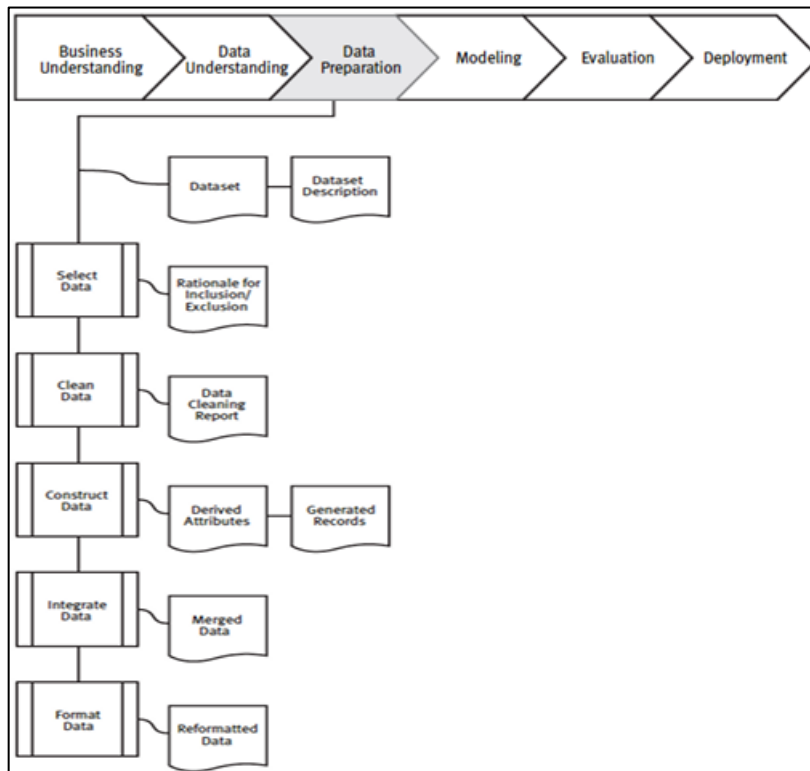 Business
Understanding
Data
Understanding
Data
Preparation
Modeling
Evaluation
Deployment
Dataset
Dataset
Description
Select
Data
Rationale for
Inclusion/
Exclusion
Clean
Data
Data
Cleaning
Report
Construct
Data
Derived
Attributes
Generated
Records
Integrate
Data
Merged
Data
Format
Data
Reformatted
Data